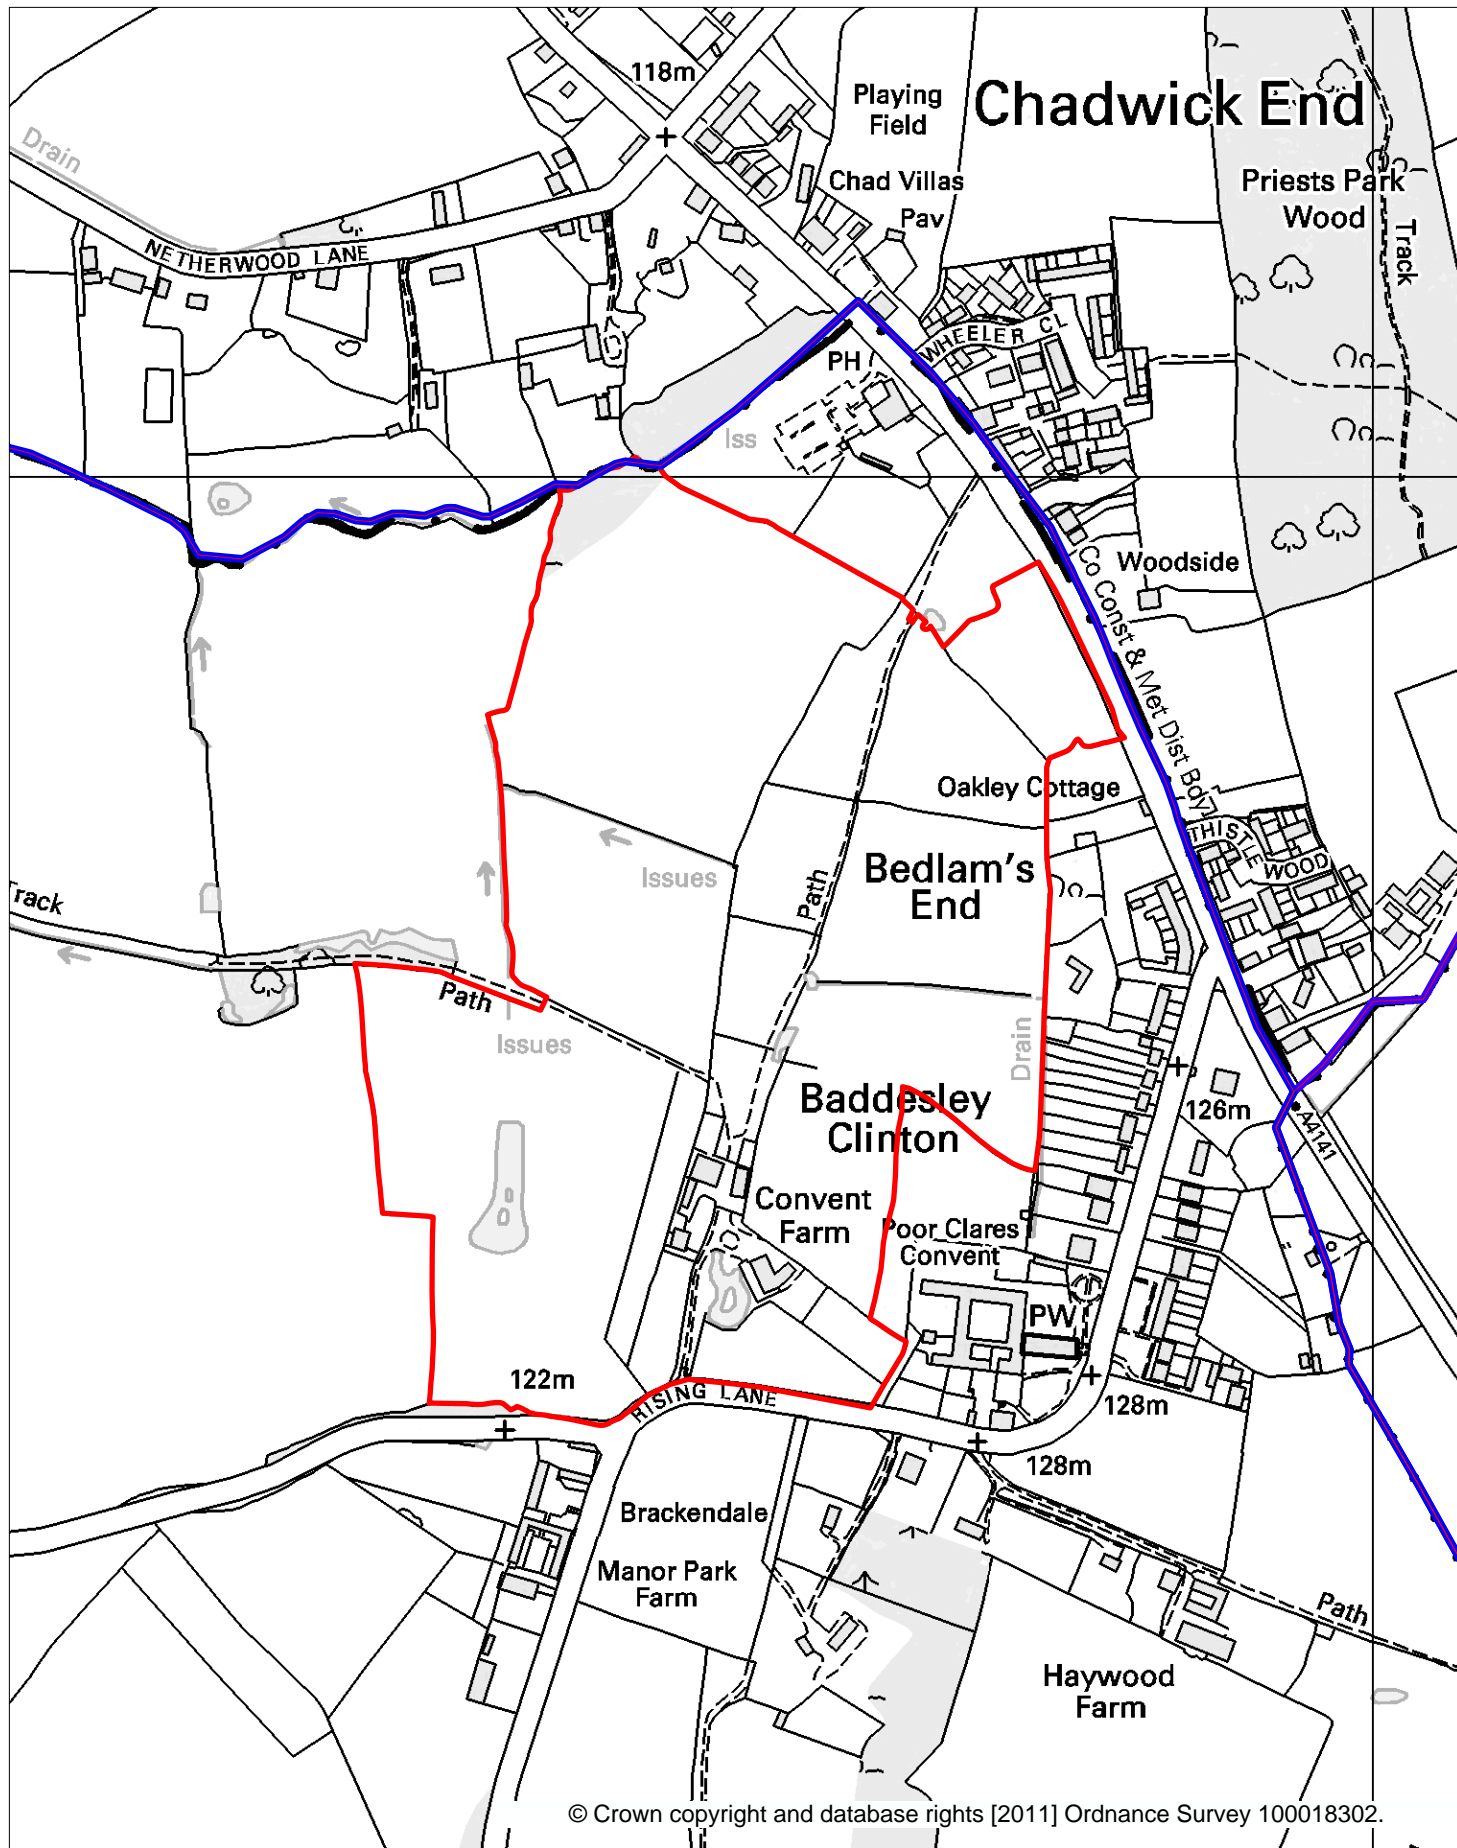 118m
Playing
Field
Chadwick End
Drain
Chad Villas
Pav
Priests Park
Wood
Track
NETHERWOOD LANE
WHEELER CL
PH
Iss
Co Const & Met Dist Bdy
Woodside
Oakley Cottage
THISTLE WOOD
Issues
Bedlam's
End
Path
rack
Path
Issues
Drain
Baddesley
Clinton
126m
A4141
Convent
Farm
Poor Clares
Convent
PW
122m
RISING LANE
128m
128m
Brackendale
Manor Park
Farm
Path
Haywood
Farm
© Crown copyright and database rights [2011] Ordnance Survey 100018302.